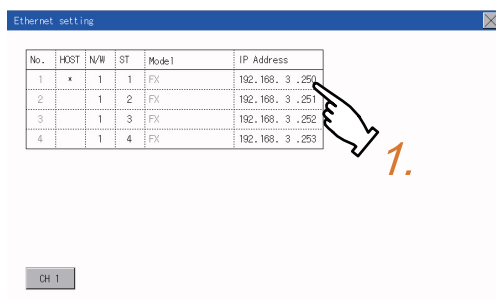 Ethernet setting
No. HOST N/W ST Model IP Address
1 * 1 1 FX 192.168. 3 .250
2 1 2 FX 192.168. 3 .251
3 1 3 FX 192.168. 3 .252
4 1 4 FX 192.168. 3 .253
1.
CH 1